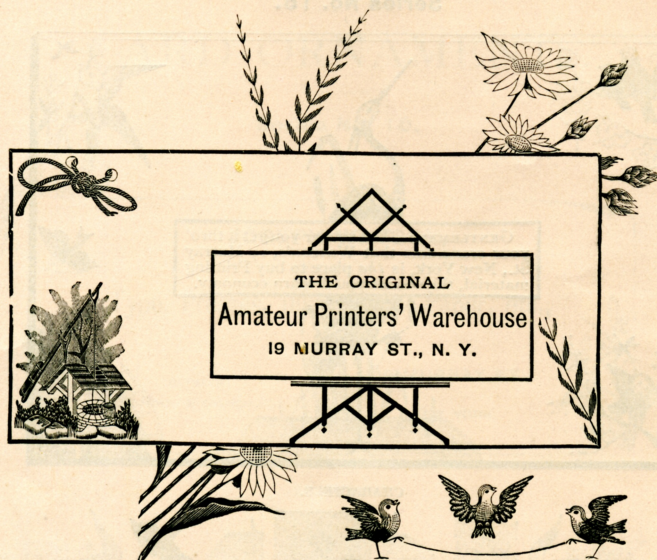 THE ORIGINAL
Amateur Printers' Warehouse
19 MURRAY ST., N. Y.